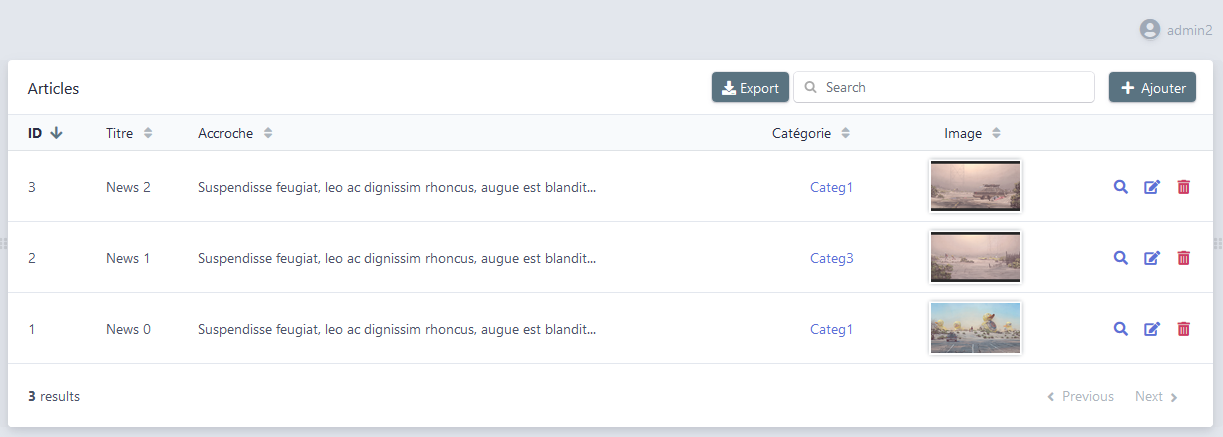 admin2
Articles Export Search Ajouter
ID Titre Accroche Catégorie Image
3 News 2 Suspendisse feugiat, leo ac dignissim rhoncus, augue est blandit... Categ1
2 News 1 Suspendisse feugiat, leo ac dignissim rhoncus, augue est blandit... Categ3
1 News 0 Suspendisse feugiat, leo ac dignissim rhoncus, augue est blandit... Categ1
3 results Previous Next